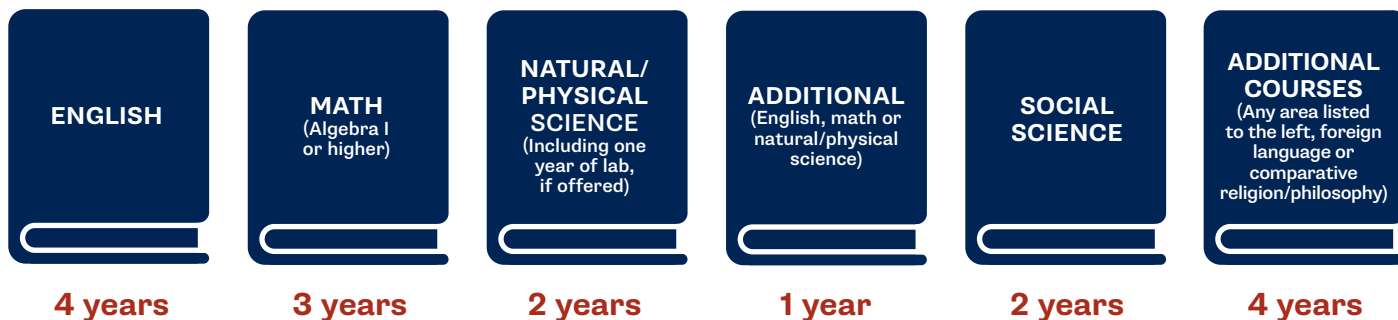 ENGLISH
4 years
MATH
(Algebra I
or higher)
3 years
NATURAL/
PHYSICAL
SCIENCE
(Including one
year of lab,
if offered)
2 years
ADDITIONAL
(English, math or
natural/physical
science)
1 year
SOCIAL
SCIENCE
2 years
ADDITIONAL
COURSES
(Any area listed
to the left, foreign
language or
comparative
religion/philosophy)
4 years